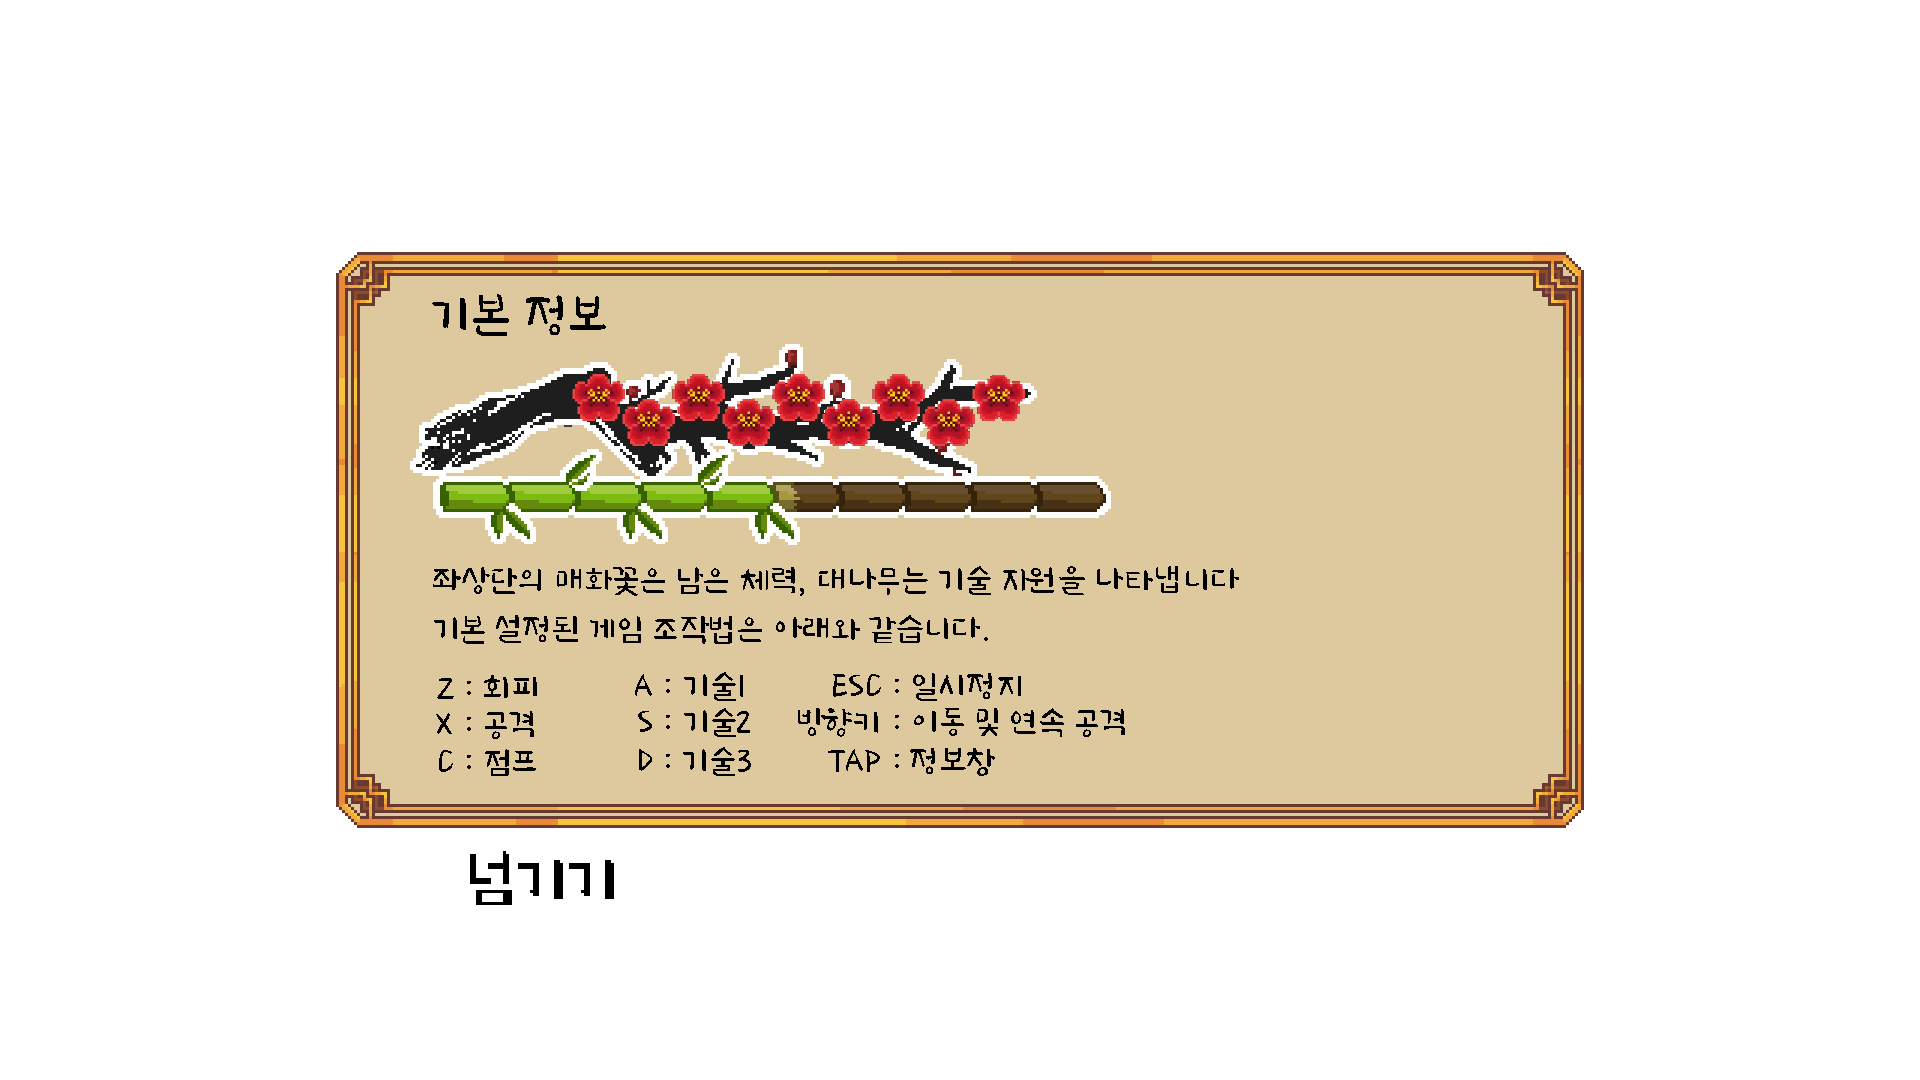 기본 정보
좌상단의 매화꽃은 남은 체력, 대나무는 기술 자원을 나타냅니다
기본 설정된 게임 조작법은 아래와 같습니다.
Z : 회피 A : 기술1 ESC : 일시정지
X : 공격 S : 기술2 방향키 : 이동 및 연속 공격
C : 점프 D : 기술3 TAP : 정보창
넘기기